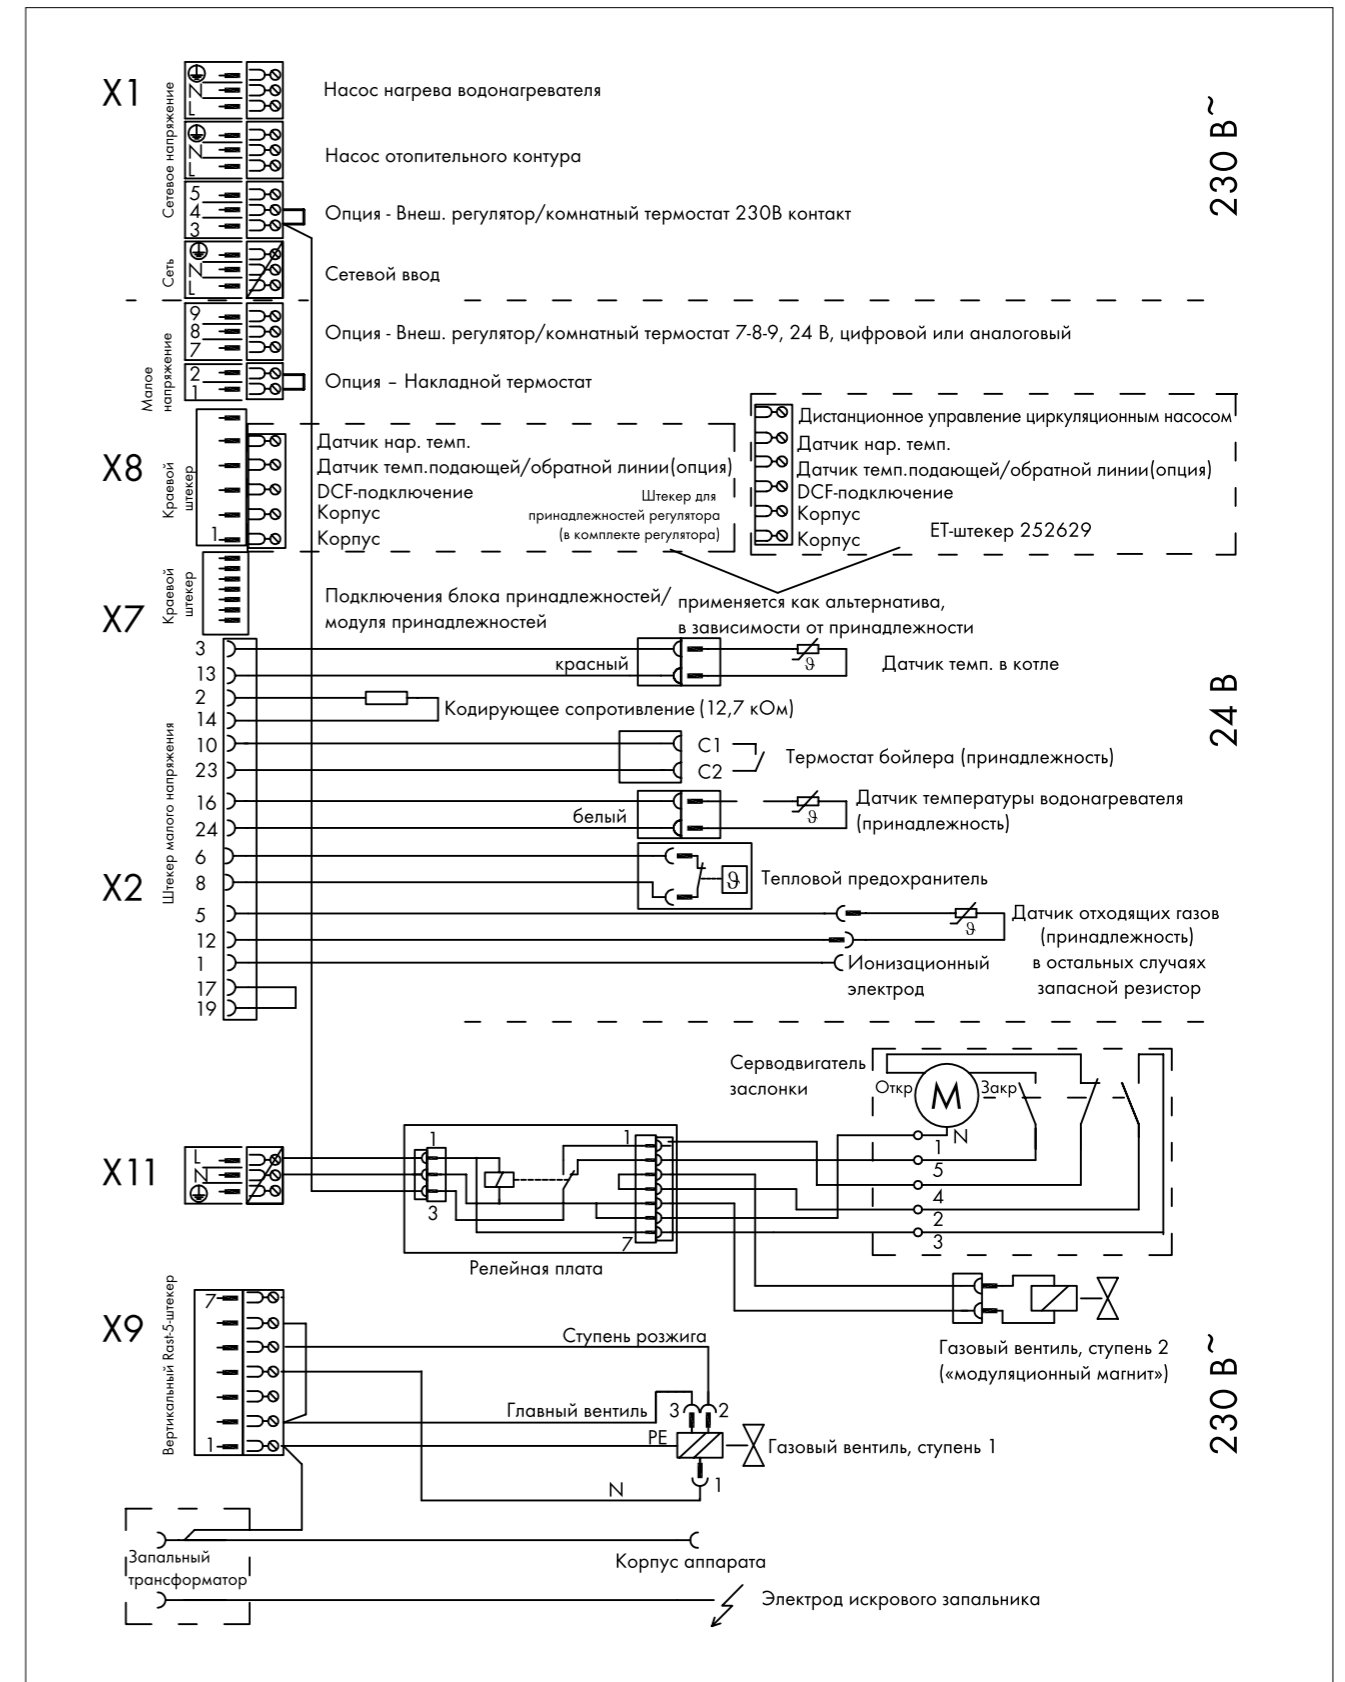 X1
Сетевое напряжение
N
L
Насос нагрева водонагревателя
N
L
Насос отопительного контура
5
4
3
Опция - Внеш. регулятор/комнатный термостат 230В контакт
Сеть
N
L
Сетевой ввод
230 В~
Малое
напряжение
9
8
7
Опция - Внеш. регулятор/комнатный термостат 7-8-9, 24 В, цифровой или аналоговый
2
1
Опция – Накладной термостат
X8
Краевой
штекер
1
Датчик нар. темп.
Датчик темп.подающей/обратной линии(опция)
DCF-подключение
Корпус
Корпус
Штекер для
принадлежностей регулятора
(в комплекте регулятора)
Дистанционное управление циркуляционным насосом
Датчик нар. темп.
Датчик темп.подающей/обратной линии(опция)
DCF-подключение
Корпус
Корпус
ЕТ-штекер 252629
X7
Краевой
штекер
Подключения блока принадлежностей/
модуля принадлежностей
применяется как альтернатива,
в зависимости от принадлежности
24 В
X2
Штекер малого напряжения
3
13
красный
ϑ
Датчик темп. в котле
2
14
Кодирующее сопротивление (12,7 кОм)
10
23
C1
C2
Термостат бойлера (принадлежность)
16
24
белый
ϑ
Датчик температуры водонагревателя
(принадлежность)
6
8
ϑ
Тепловой предохранитель
5
12
ϑ
Датчик отходящих газов
(принадлежность)
в остальных случаях
запасной резистор
1
Ионизационный
электрод
17
19
Серводвигатель
заслонки
Откр
M
Закр
N
1
5
4
2
3
X11
L
N
1
3
1
7
Релейная плата
Газовый вентиль, ступень 2
(«модуляционный магнит»)
X9
Вертикальный Rast-5-штекер
7
1
Ступень розжига
Главный вентиль
3
2
PE
Газовый вентиль, ступень 1
N
1
230 В~
Запальный
трансформатор
Корпус аппарата
Электрод искрового запальника